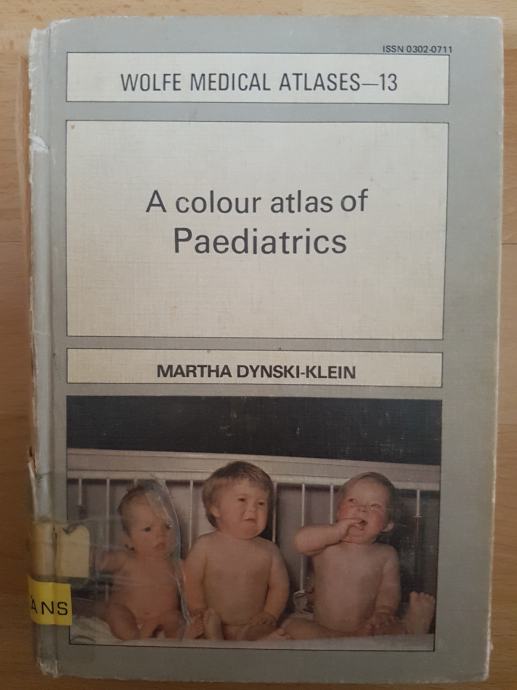 ISSN 0302-0711
WOLFE MEDICAL ATLASES—13
A colour atlas of
Paediatrics
MARTHA DYNSKI-KLEIN
ANS